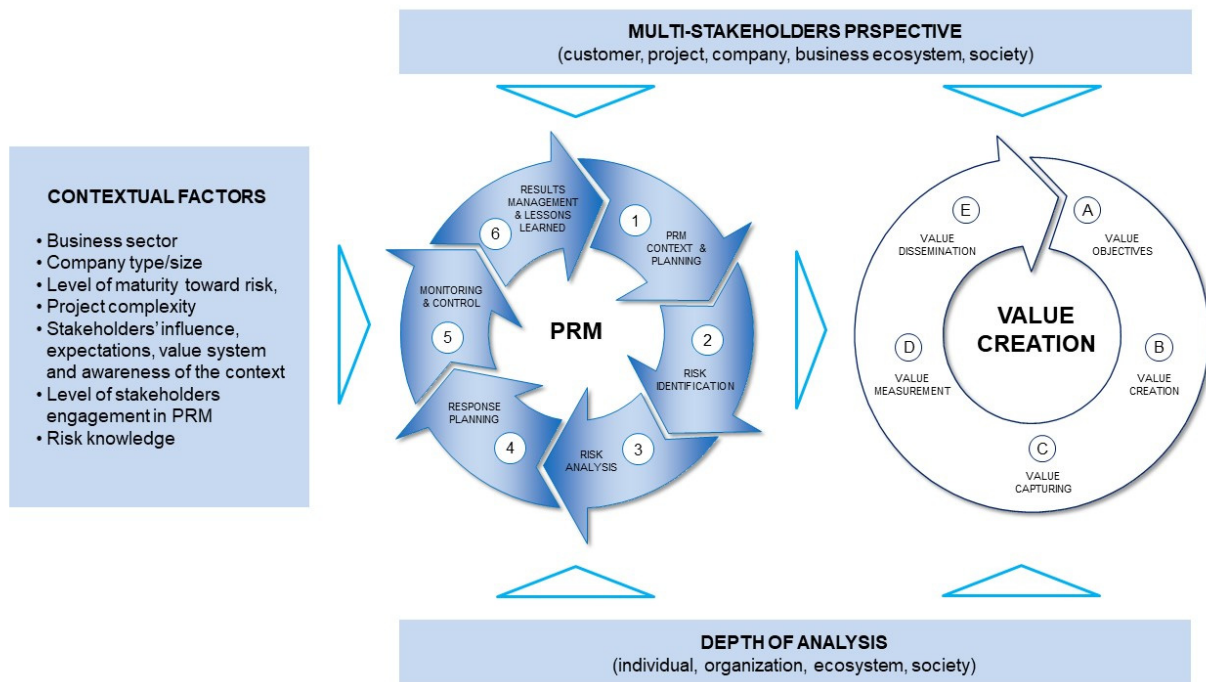 MULTI-STAKEHOLDERS PRSPECTIVE
(customer, project, company, business ecosystem, society)
CONTEXTUAL FACTORS
• Business sector
• Company type/size
• Level of maturity toward risk,
• Project complexity
• Stakeholders’ influence,
expectations, value system
and awareness of the context
• Level of stakeholders
engagement in PRM
• Risk knowledge
PRM
1
PRM
CONTEXT &
PLANNING
2
RISK
IDENTIFICATION
3
RISK
ANALYSIS
4
RESPONSE
PLANNING
5
MONITORING
& CONTROL
6
RESULTS
MANAGEMENT
& LESSONS
LEARNED
VALUE
CREATION
A
VALUE
OBJECTIVES
B
VALUE
CREATION
C
VALUE
CAPTURING
D
VALUE
MEASUREMENT
E
VALUE
DISSEMINATION
DEPTH OF ANALYSIS
(individual, organization, ecosystem, society)